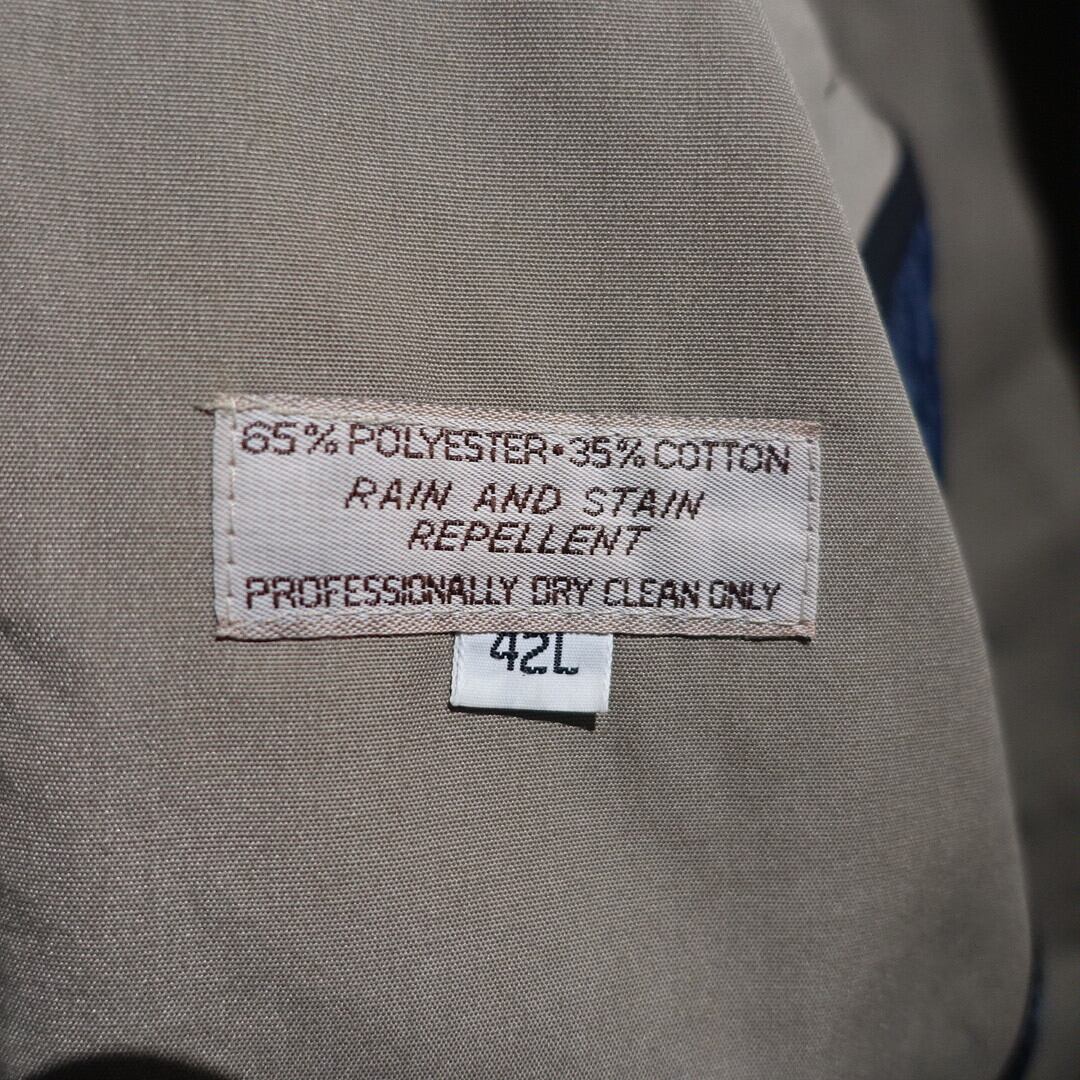 65% POLYESTER•35% COTTON
RAIN AND STAIN
REPELLENT
PROFESSIONALLY DRY CLEAN ONLY
42L